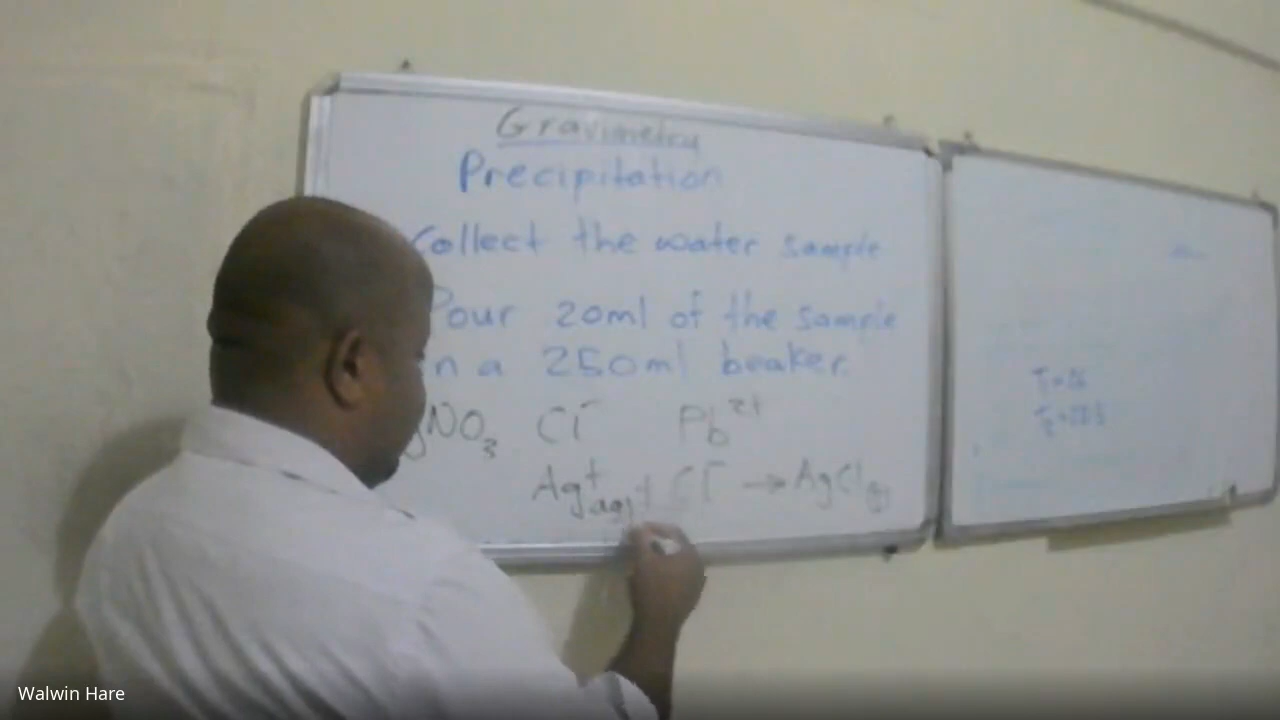 Gravimetry
Precipitation
Collect the water sample
Pour 20ml of the sample
n a 250ml beaker.
gNO₃ Cl⁻ Pb²⁺
Ag⁺(aq) + Cl⁻ → AgCl(s)
Walwin Hare